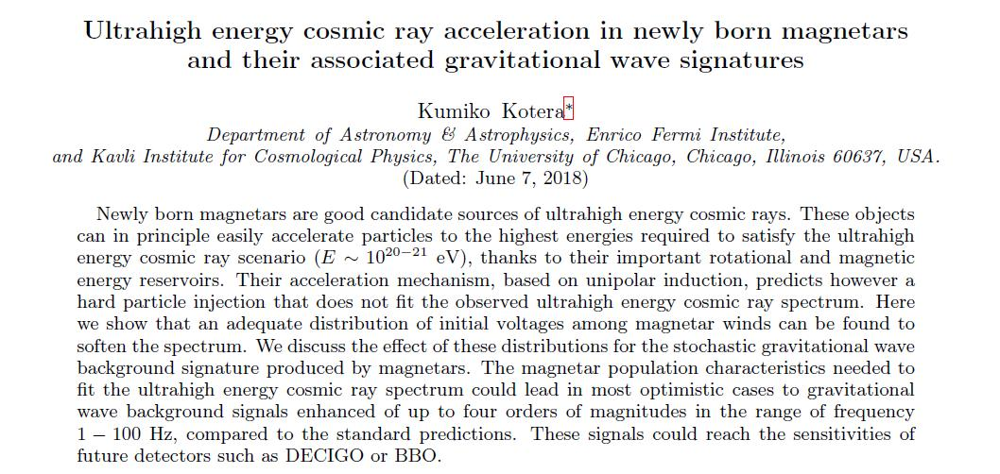 Ultrahigh energy cosmic ray acceleration in newly born magnetars
and their associated gravitational wave signatures
Kumiko Kotera*
Department of Astronomy & Astrophysics, Enrico Fermi Institute,
and Kavli Institute for Cosmological Physics, The University of Chicago, Chicago, Illinois 60637, USA.
(Dated: June 7, 2018)
Newly born magnetars are good candidate sources of ultrahigh energy cosmic rays. These objects
can in principle easily accelerate particles to the highest energies required to satisfy the ultrahigh
energy cosmic ray scenario (E ∼ 10²⁰⁻²¹ eV), thanks to their important rotational and magnetic
energy reservoirs. Their acceleration mechanism, based on unipolar induction, predicts however a
hard particle injection that does not fit the observed ultrahigh energy cosmic ray spectrum. Here
we show that an adequate distribution of initial voltages among magnetar winds can be found to
soften the spectrum. We discuss the effect of these distributions for the stochastic gravitational wave
background signature produced by magnetars. The magnetar population characteristics needed to
fit the ultrahigh energy cosmic ray spectrum could lead in most optimistic cases to gravitational
wave background signals enhanced of up to four orders of magnitudes in the range of frequency
1 − 100 Hz, compared to the standard predictions. These signals could reach the sensitivities of
future detectors such as DECIGO or BBO.